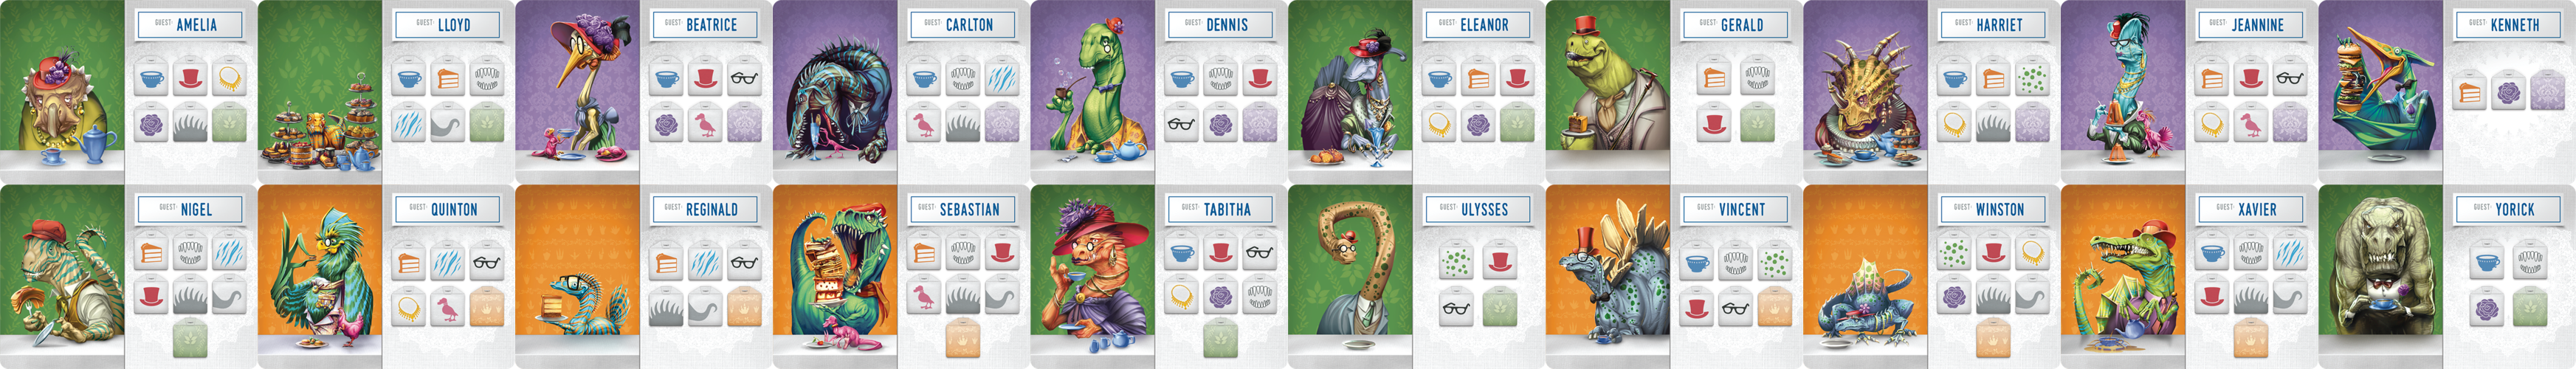 GUEST: AMELIA
GUEST: LLOYD
GUEST: BEATRICE
GUEST: CARLTON
GUEST: DENNIS
GUEST: ELEANOR
GUEST: GERALD
GUEST: HARRIET
GUEST: JEANNINE
GUEST: KENNETH
GUEST: NIGEL
GUEST: QUINTON
GUEST: REGINALD
GUEST: SEBASTIAN
GUEST: TABITHA
GUEST: ULYSSES
GUEST: VINCENT
GUEST: WINSTON
GUEST: XAVIER
GUEST: YORICK